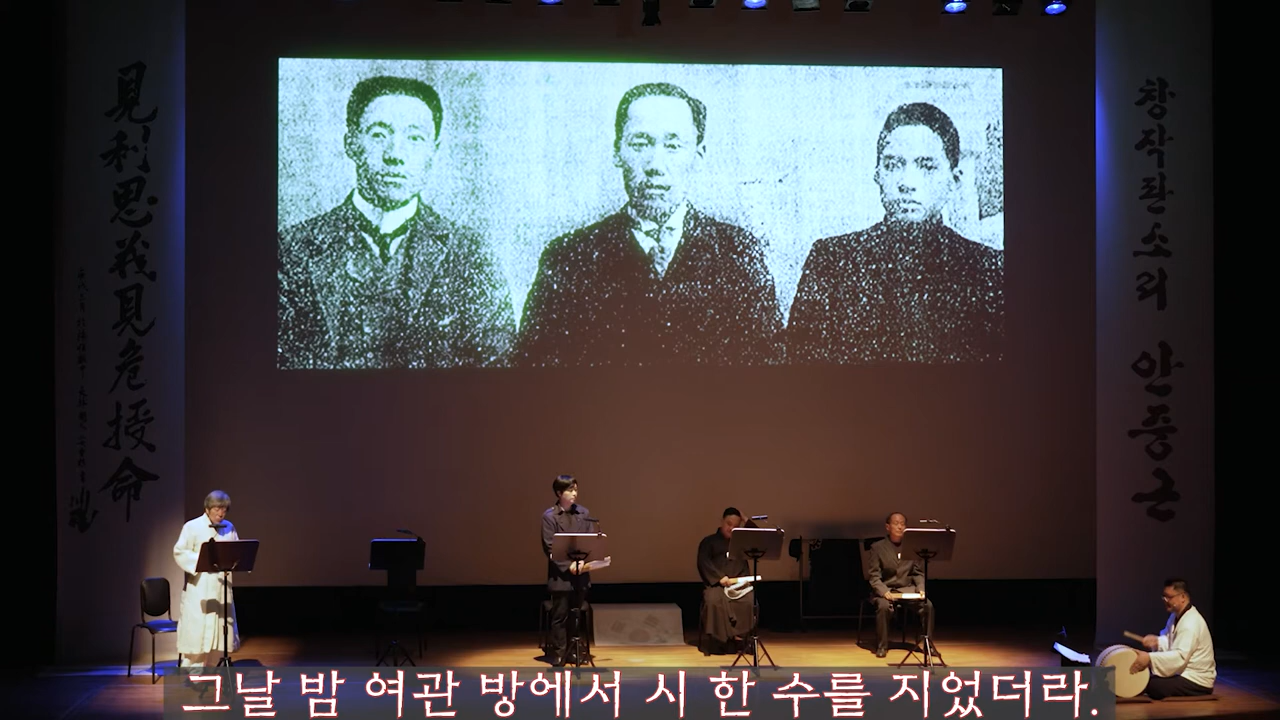 見利思義見危授命
창작판소리 안중근
그날 밤 여관 방에서 시 한 수를 지었더라.